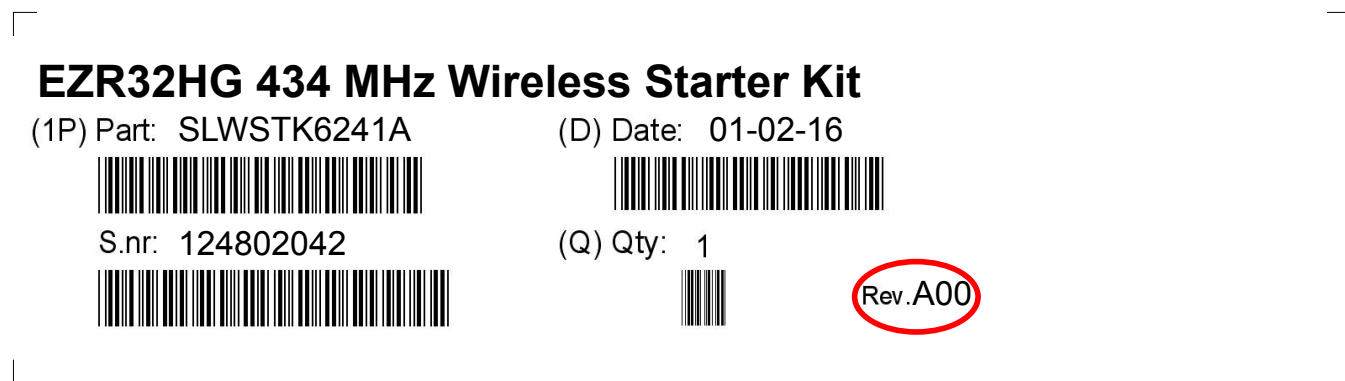 EZR32HG 434 MHz Wireless Starter Kit
(1P) Part: SLWSTK6241A (D) Date: 01-02-16
S.nr: 124802042 (Q) Qty: 1
Rev.A00